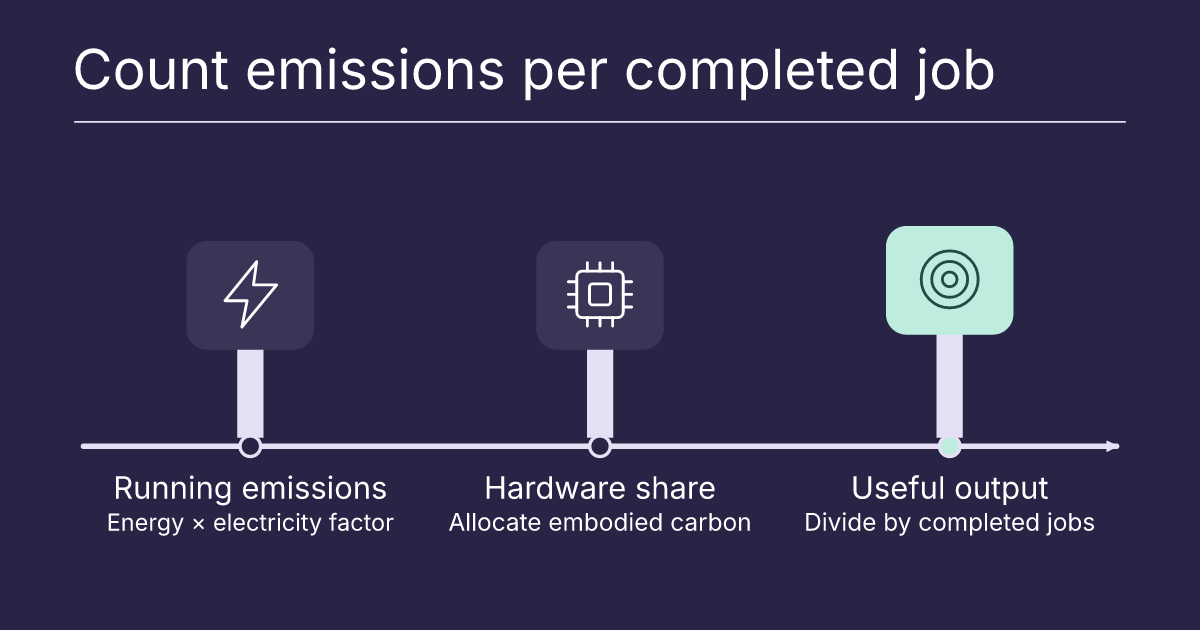 Count emissions per completed job
Running emissions
Energy × electricity factor
Hardware share
Allocate embodied carbon
Useful output
Divide by completed jobs